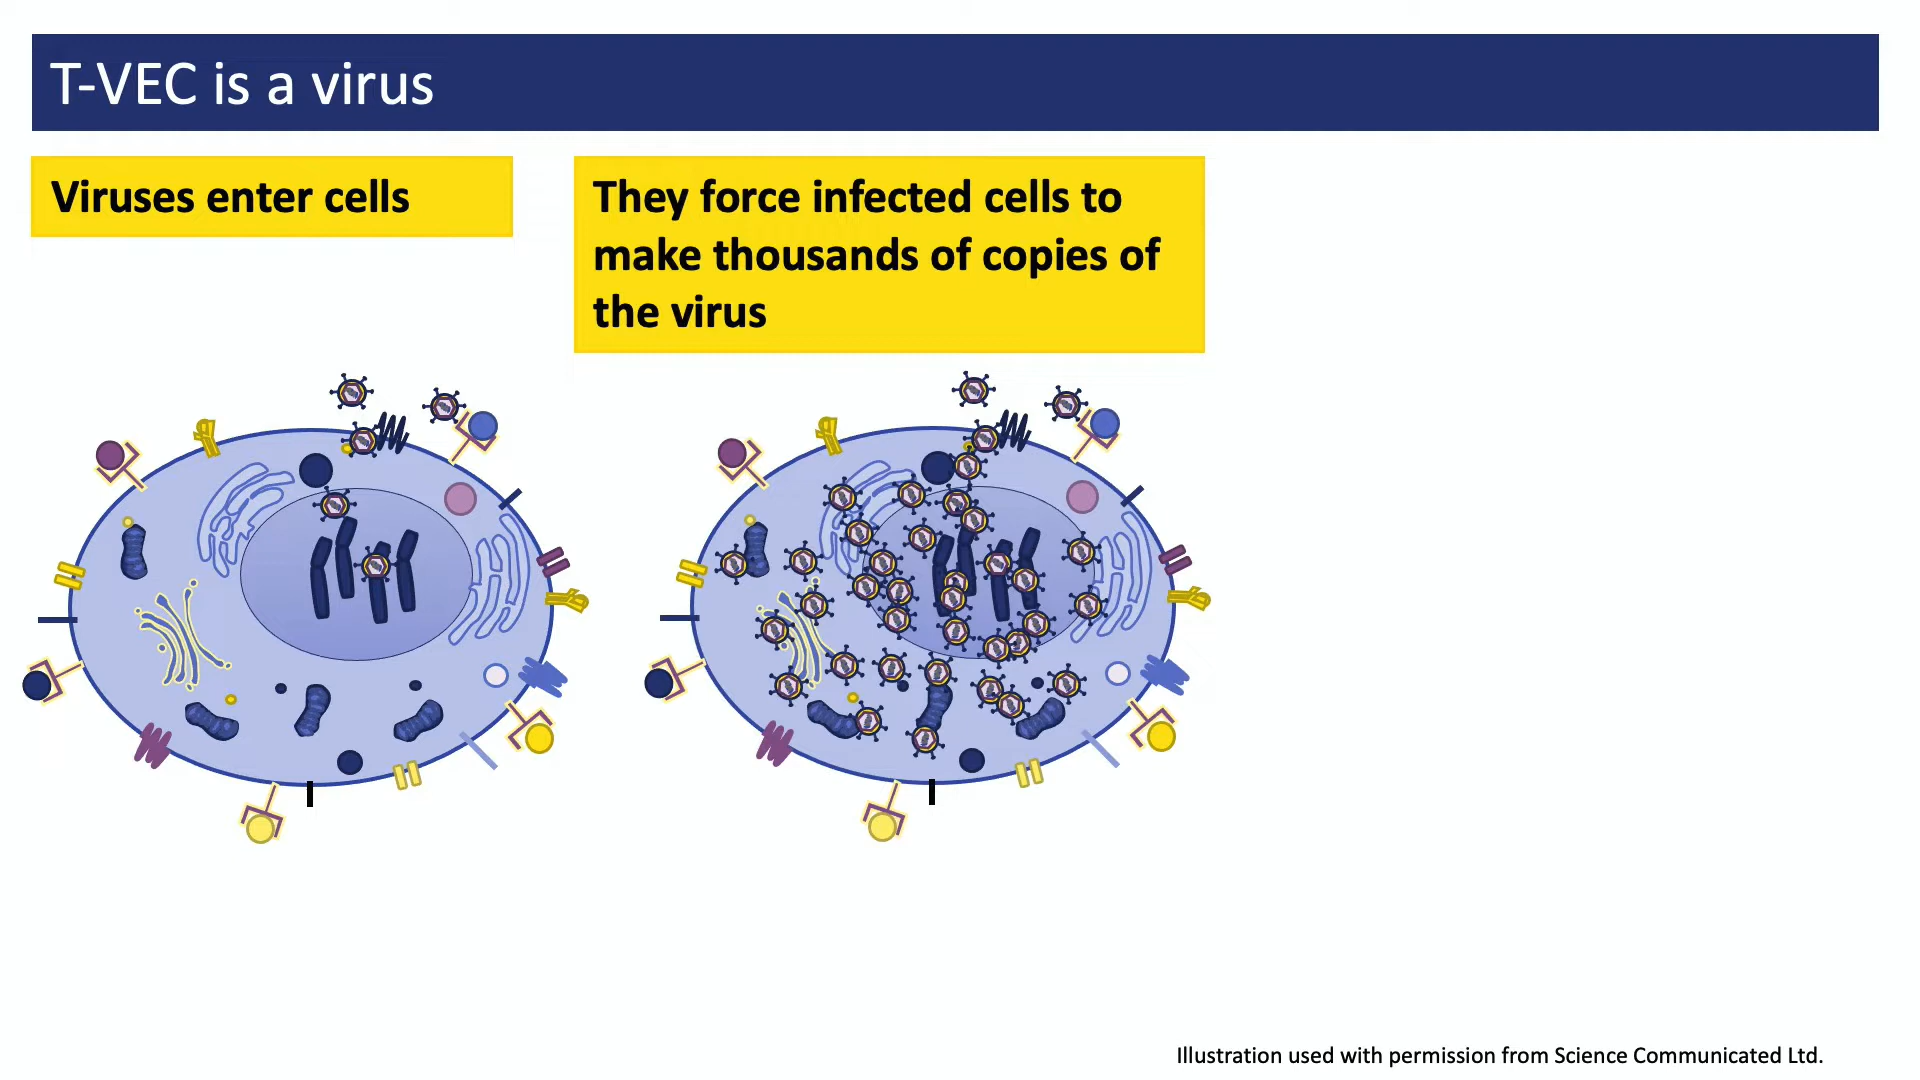 T-VEC is a virus
Viruses enter cells
They force infected cells to
make thousands of copies of
the virus
Illustration used with permission from Science Communicated Ltd.